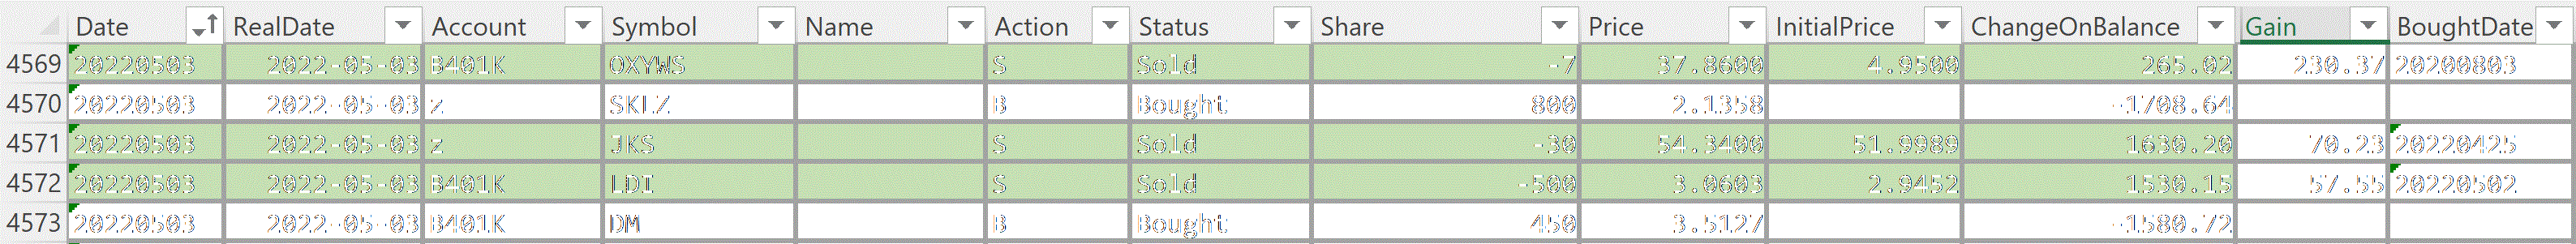 Date RealDate Account Symbol Name Action Status Share Price InitialPrice ChangeOnBalance Gain BoughtDate
4569 20220503 2022-05-03 B401K OXYWS S Sold -7 37.8600 4.9500 265.02 230.37 20200803
4570 20220503 2022-05-03 z SKLZ B Bought 800 2.1358 -1708.64
4571 20220503 2022-05-03 z JKS S Sold -30 54.3400 51.9989 1630.20 70.23 20220425
4572 20220503 2022-05-03 B401K LDI S Sold -500 3.0603 2.9452 1530.15 57.55 20220502
4573 20220503 2022-05-03 B401K DM B Bought 450 3.5127 -1580.72